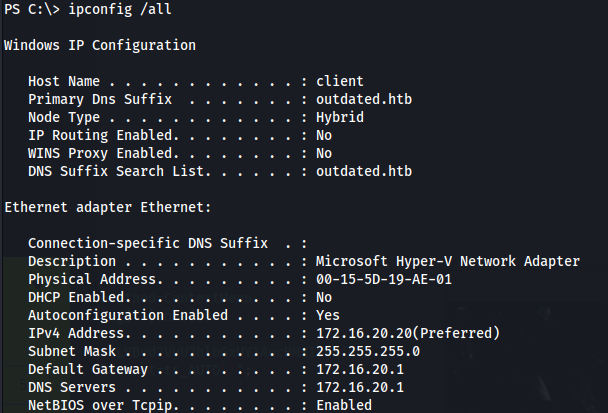 PS C:\> ipconfig /all
Windows IP Configuration
Host Name . . . . . . . . . . . . : client
Primary Dns Suffix  . . . . . . . : outdated.htb
Node Type . . . . . . . . . . . . : Hybrid
IP Routing Enabled. . . . . . . . : No
WINS Proxy Enabled. . . . . . . . : No
DNS Suffix Search List. . . . . . : outdated.htb
Ethernet adapter Ethernet:
Connection-specific DNS Suffix  . :
Description . . . . . . . . . . . : Microsoft Hyper-V Network Adapter
Physical Address. . . . . . . . . : 00-15-5D-19-AE-01
DHCP Enabled. . . . . . . . . . . : No
Autoconfiguration Enabled . . . . : Yes
IPv4 Address. . . . . . . . . . . : 172.16.20.20(Preferred)
Subnet Mask . . . . . . . . . . . : 255.255.255.0
Default Gateway . . . . . . . . . : 172.16.20.1
DNS Servers . . . . . . . . . . . : 172.16.20.1
NetBIOS over Tcpip. . . . . . . . : Enabled